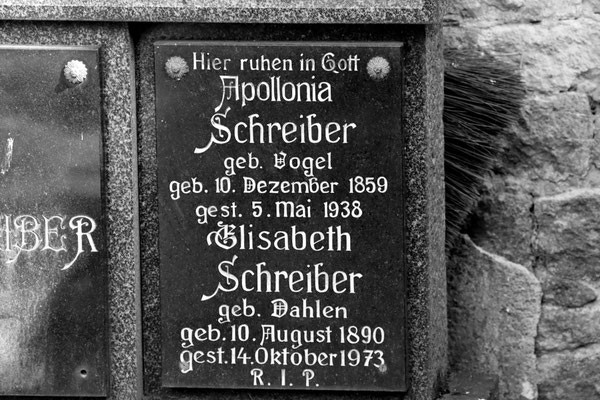 Hier ruhen in Gott
Apollonia
Schreiber
geb. Vogel
geb. 10. Dezember 1859
gest. 5. Mai 1938
Elisabeth
Schreiber
geb. Dahlen
geb. 10. August 1890
gest. 14. Oktober 1973
R. I. P.